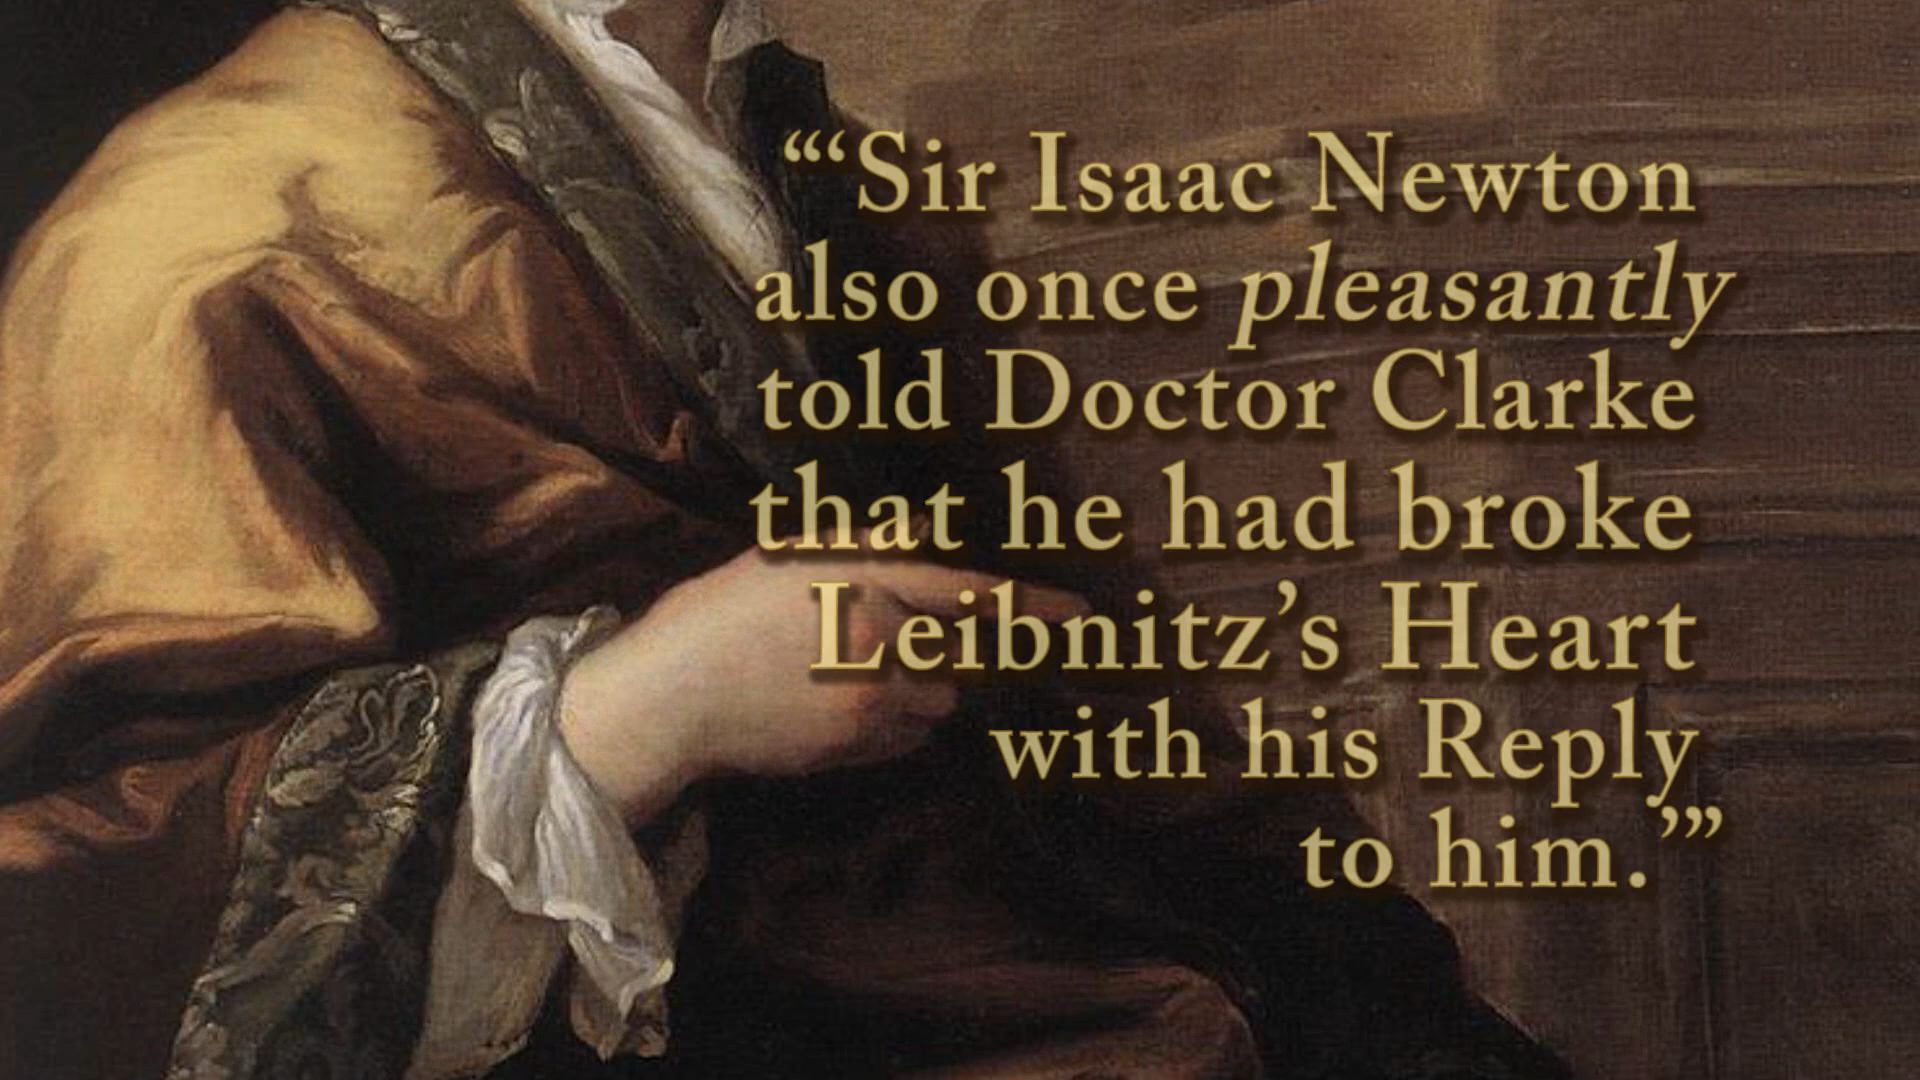 “‘Sir Isaac Newton
also once pleasantly
told Doctor Clarke
that he had broke
Leibnitz’s Heart
with his Reply
to him.’”